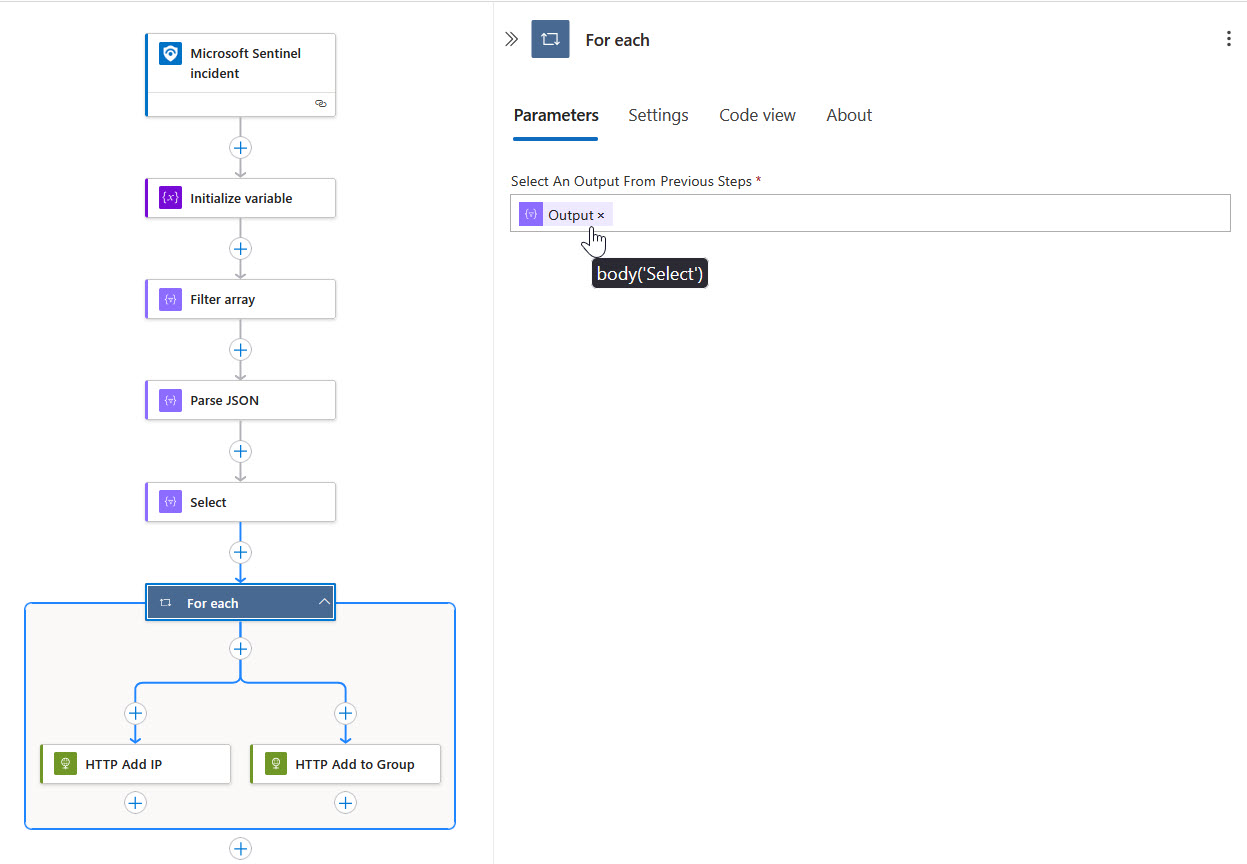 Microsoft Sentinel
incident
Initialize variable
Filter array
Parse JSON
Select
For each
HTTP Add IP
HTTP Add to Group
For each
Parameters Settings Code view About
Select An Output From Previous Steps *
Output ×
body('Select')